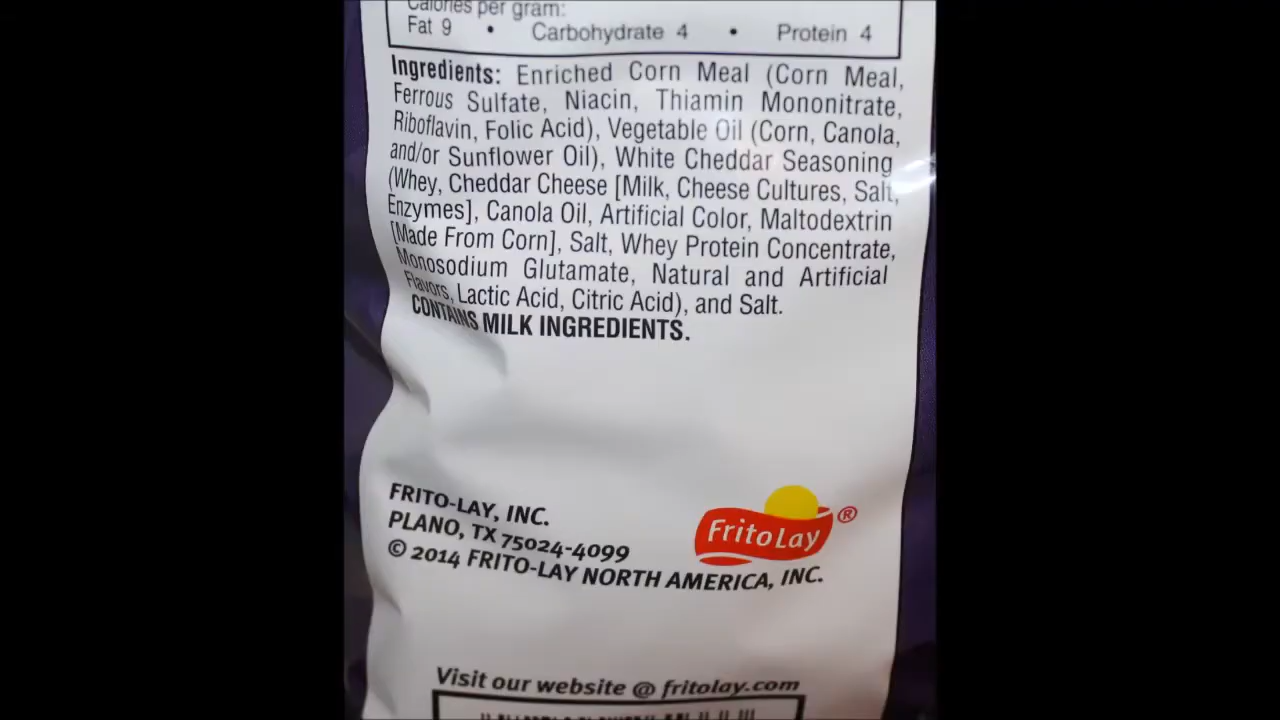 Calories per gram:
Fat 9 • Carbohydrate 4 • Protein 4
Ingredients: Enriched Corn Meal (Corn Meal,
Ferrous Sulfate, Niacin, Thiamin Mononitrate,
Riboflavin, Folic Acid), Vegetable Oil (Corn, Canola,
and/or Sunflower Oil), White Cheddar Seasoning
(Whey, Cheddar Cheese [Milk, Cheese Cultures, Salt,
Enzymes], Canola Oil, Artificial Color, Maltodextrin
[Made From Corn], Salt, Whey Protein Concentrate,
Monosodium Glutamate, Natural and Artificial
Flavors, Lactic Acid, Citric Acid), and Salt.
CONTAINS MILK INGREDIENTS.
FRITO-LAY, INC.
PLANO, TX 75024-4099
© 2014 FRITO-LAY NORTH AMERICA, INC.
FritoLay ®
Visit our website @ fritolay.com